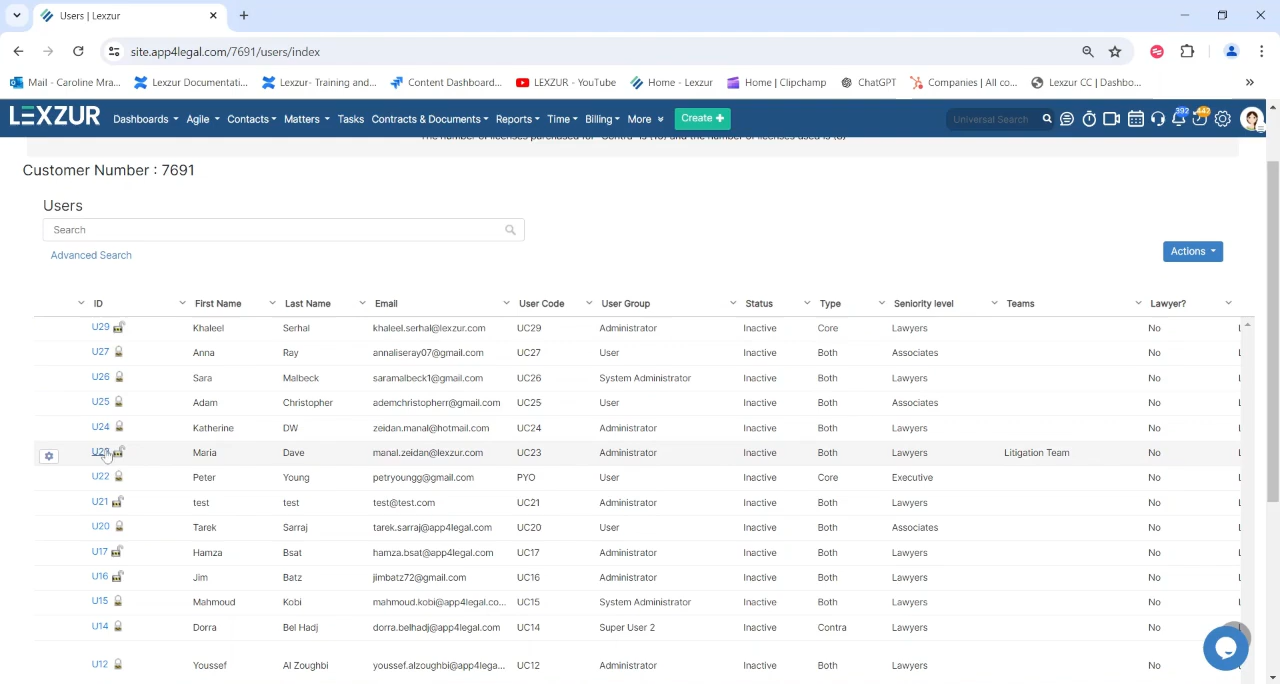 Users | Lexzur
site.app4legal.com/7691/users/index
Mail - Caroline Mra... Lexzur Documentati... Lexzur- Training and... Content Dashboard... LEXZUR - YouTube Home - Lexzur Home | Clipchamp ChatGPT Companies | All co... Lexzur CC | Dashbo... »
LEXZUR Dashboards Agile Contacts Matters Tasks Contracts & Documents Reports Time Billing More Create + Universal Search 392 442
Customer Number : 7691
Users
Search
Advanced Search
Actions
ID First Name Last Name Email User Code User Group Status Type Seniority level Teams Lawyer?
U29 Khaleel Serhal khaleel.serhal@lexzur.com UC29 Administrator Inactive Core Lawyers No
U27 Anna Ray annaliseray07@gmail.com UC27 User Inactive Both Associates No
U26 Sara Malbeck saramalbeck1@gmail.com UC26 System Administrator Inactive Both Lawyers No
U25 Adam Christopher ademchristopherr@gmail.com UC25 User Inactive Both Associates No
U24 Katherine DW zeidan.manal@hotmail.com UC24 Administrator Inactive Both Lawyers No
U23 Maria Dave manal.zeidan@lexzur.com UC23 Administrator Inactive Both Lawyers Litigation Team No
U22 Peter Young petryoungg@gmail.com PYO User Inactive Core Executive No
U21 test test test@test.com UC21 Administrator Inactive Both Lawyers No
U20 Tarek Sarraj tarek.sarraj@app4legal.com UC20 User Inactive Both Associates No
U17 Hamza Bsat hamza.bsat@app4legal.com UC17 Administrator Inactive Both Lawyers No
U16 Jim Batz jimbatz72@gmail.com UC16 Administrator Inactive Both Lawyers No
U15 Mahmoud Kobi mahmoud.kobi@app4legal.co... UC15 System Administrator Inactive Both Lawyers No
U14 Dorra Bel Hadj dorra.belhadj@app4legal.com UC14 Super User 2 Inactive Contra Lawyers No
U12 Youssef Al Zoughbi youssef.alzoughbi@app4lega... UC12 Administrator Inactive Both Lawyers No